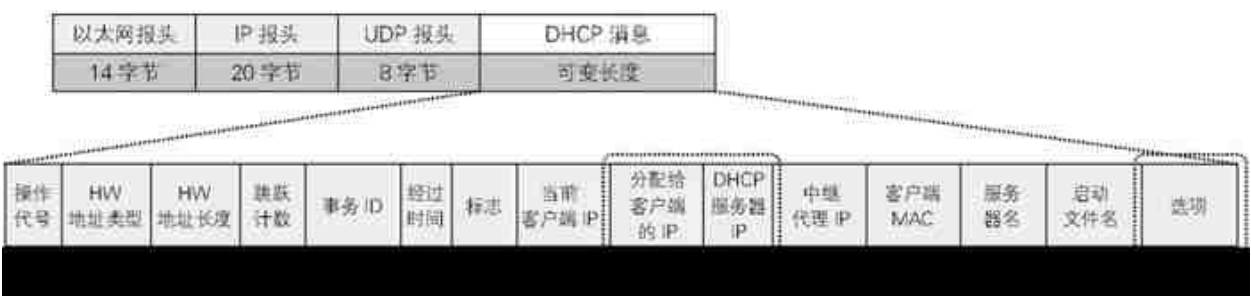 以太网报头 IP 报头 UDP 报头 DHCP 消息
14 字节 20 字节 8 字节 可变长度
操作代号
HW
地址类型
HW
地址长度
跳跃
计数
事务 ID
经过
时间
标志
当前
客户端 IP
分配给
客户端
的 IP
DHCP
服务器
IP
中继
代理 IP
客户端
MAC
服务
器名
启动
文件名
选项